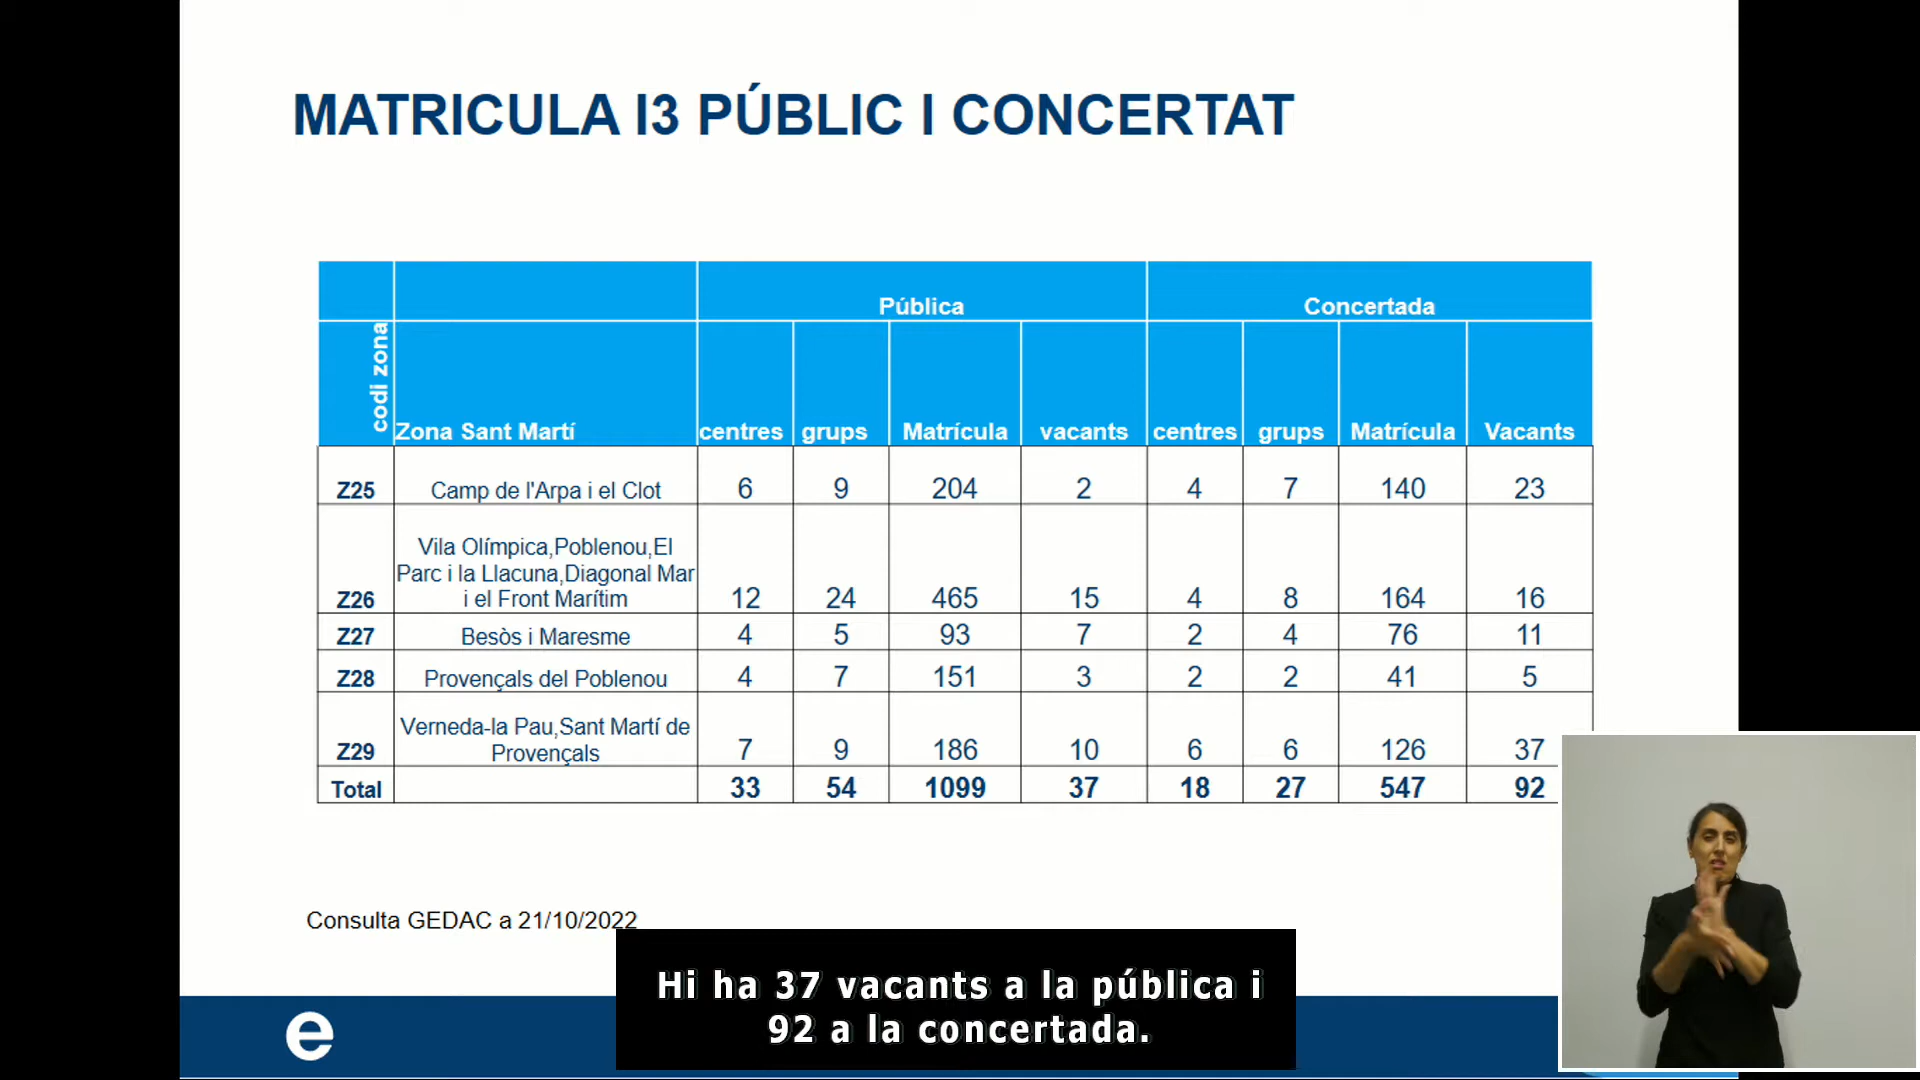 MATRICULA I3 PÚBLIC I CONCERTAT
Pública Concertada
codi zona Zona Sant Martí centres grups Matrícula vacants centres grups Matrícula Vacants
Z25 Camp de l'Arpa i el Clot 6 9 204 2 4 7 140 23
Vila Olímpica,Poblenou,El
Parc i la Llacuna,Diagonal Mar
Z26 i el Front Marítim 12 24 465 15 4 8 164 16
Z27 Besòs i Maresme 4 5 93 7 2 4 76 11
Z28 Provençals del Poblenou 4 7 151 3 2 2 41 5
Verneda-la Pau,Sant Martí de
Z29 Provençals 7 9 186 10 6 6 126 37
Total 33 54 1099 37 18 27 547 92
Consulta GEDAC a 21/10/2022
Hi ha 37 vacants a la pública i
92 a la concertada.
e